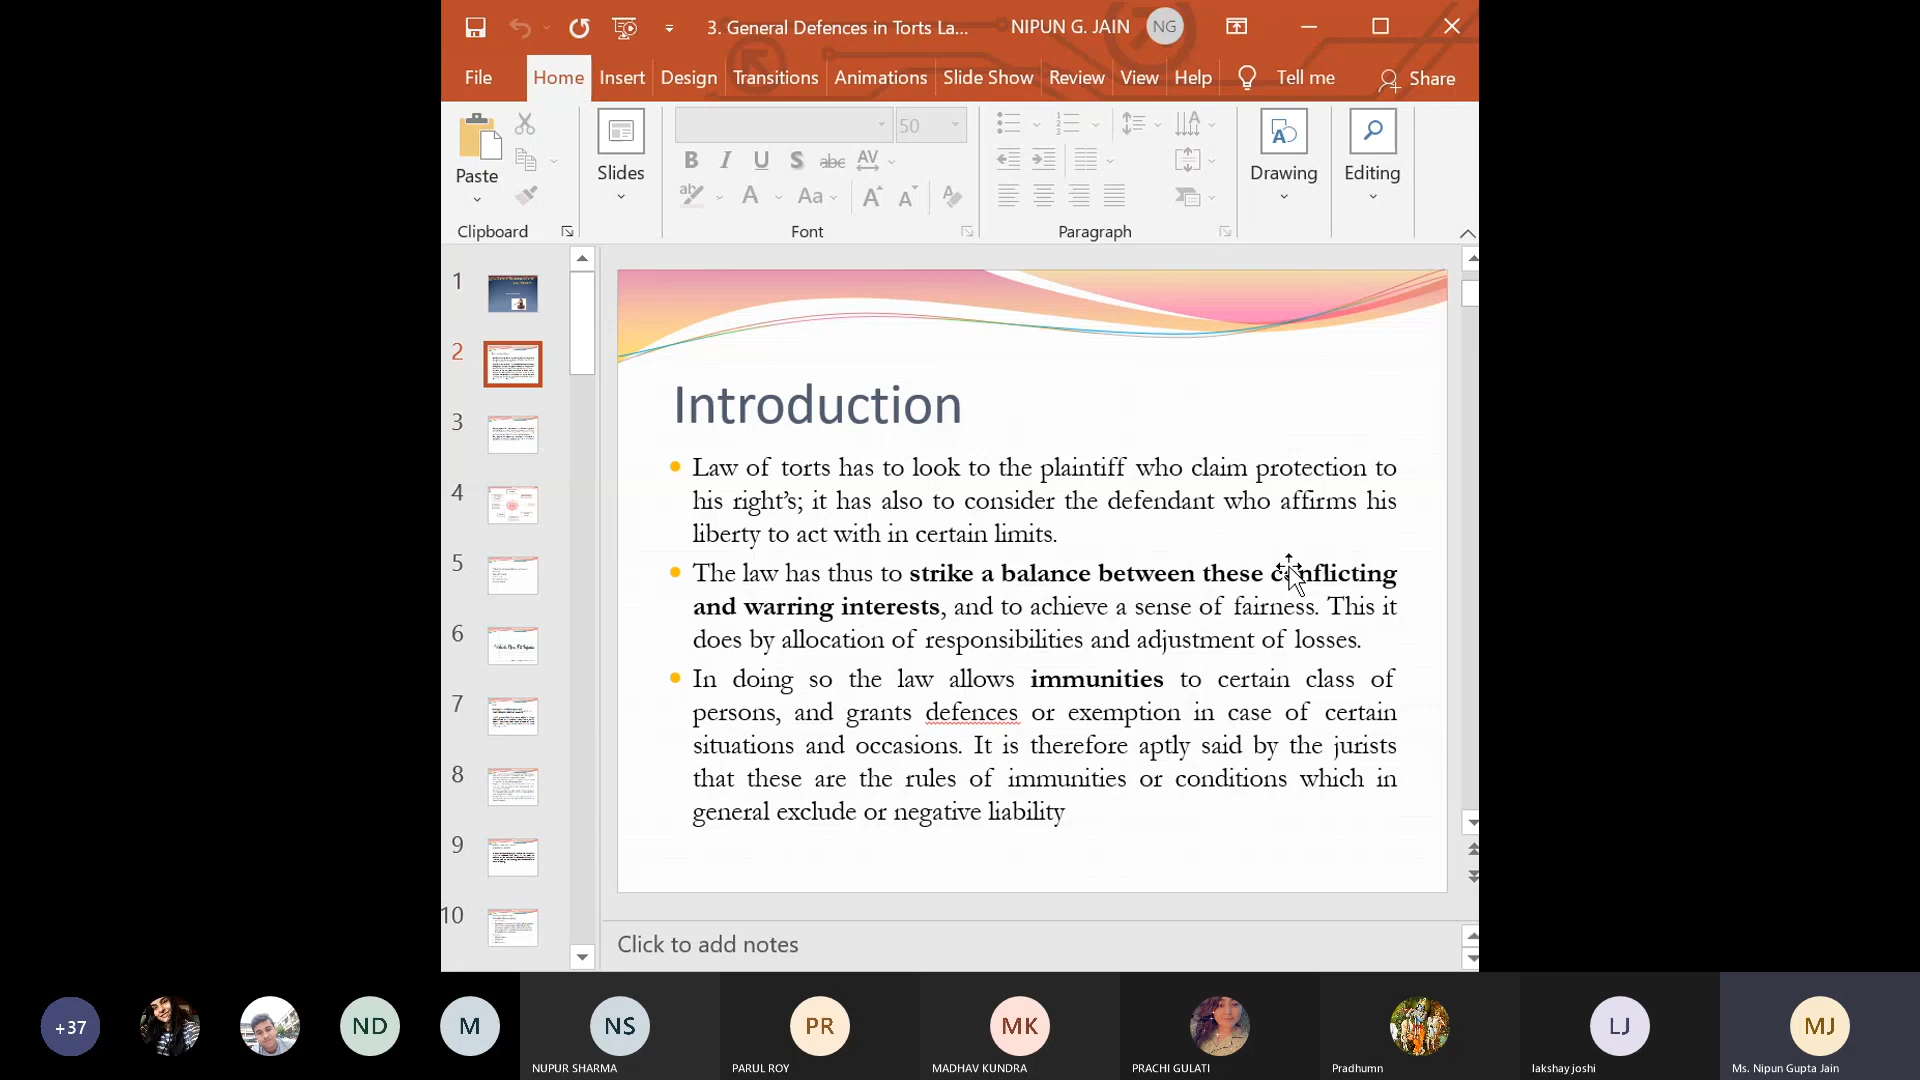 3. General Defences in Torts La...
NIPUN G. JAIN
NG
File
Home
Insert
Design
Transitions
Animations
Slide Show
Review
View
Help
Tell me
Share
Paste
Clipboard
50
B I U S abc AV
ab A Aa A A A
Font
Paragraph
Slides
Drawing
Editing
1
2
3
4
5
6
7
8
9
10
Introduction
Law of torts has to look to the plaintiff who claim protection to
his right’s; it has also to consider the defendant who affirms his
liberty to act with in certain limits.
The law has thus to strike a balance between these conflicting
and warring interests, and to achieve a sense of fairness. This it
does by allocation of responsibilities and adjustment of losses.
In doing so the law allows immunities to certain class of
persons, and grants defences or exemption in case of certain
situations and occasions. It is therefore aptly said by the jurists
that these are the rules of immunities or conditions which in
general exclude or negative liability
Click to add notes
+37
ND
M
NS
NUPUR SHARMA
PR
PARUL ROY
MK
MADHAV KUNDRA
PRACHI GULATI
Pradhumn
LJ
lakshay joshi
MJ
Ms. Nipun Gupta Jain